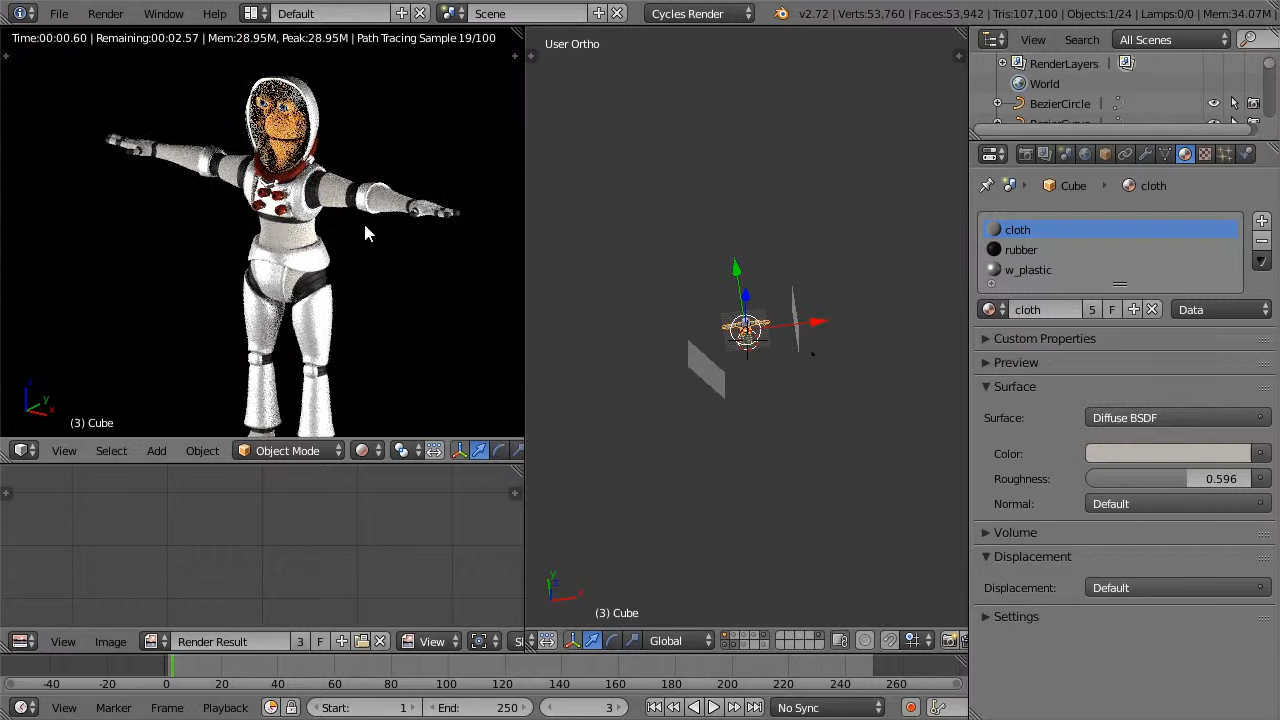 File Render Window Help Default Scene Cycles Render v2.72 | Verts:53,760 | Faces:53,942 | Tris:107,100 | Objects:1/24 | Lamps:0/0 | Mem:34.07M
Time:00:00.60 | Remaining:00:02.57 | Mem:28.95M, Peak:28.95M | Path Tracing Sample 19/100
User Ortho
View Search All Scenes
RenderLayers
World
BezierCircle
Cube cloth
cloth
rubber
w_plastic
cloth 5 F Data
Custom Properties
Preview
Surface
Surface: Diffuse BSDF
Color:
Roughness: 0.596
Normal: Default
Volume
Displacement
Displacement: Default
Settings
z
y
x
(3) Cube
View Select Add Object Object Mode
y
x
(3) Cube
View Image Render Result 3 F View
Global
-40 -20 0 20 40 60 80 100 120 140 160 180 200 220 240 260
View Marker Frame Playback Start: 1 End: 250 3 No Sync